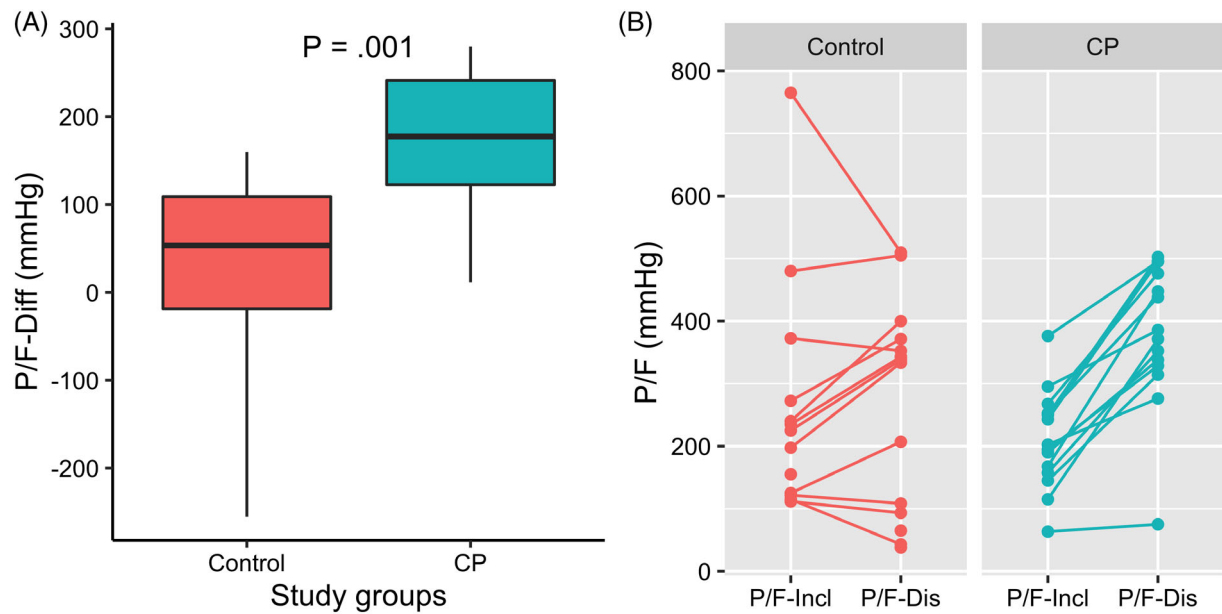 (A)
P/F-Diff (mmHg)
300
200
100
0
-100
-200
P = .001
Control
CP
Study groups
(B)
P/F (mmHg)
800
600
400
200
0
Control
CP
P/F-Incl
P/F-Dis
P/F-Incl
P/F-Dis